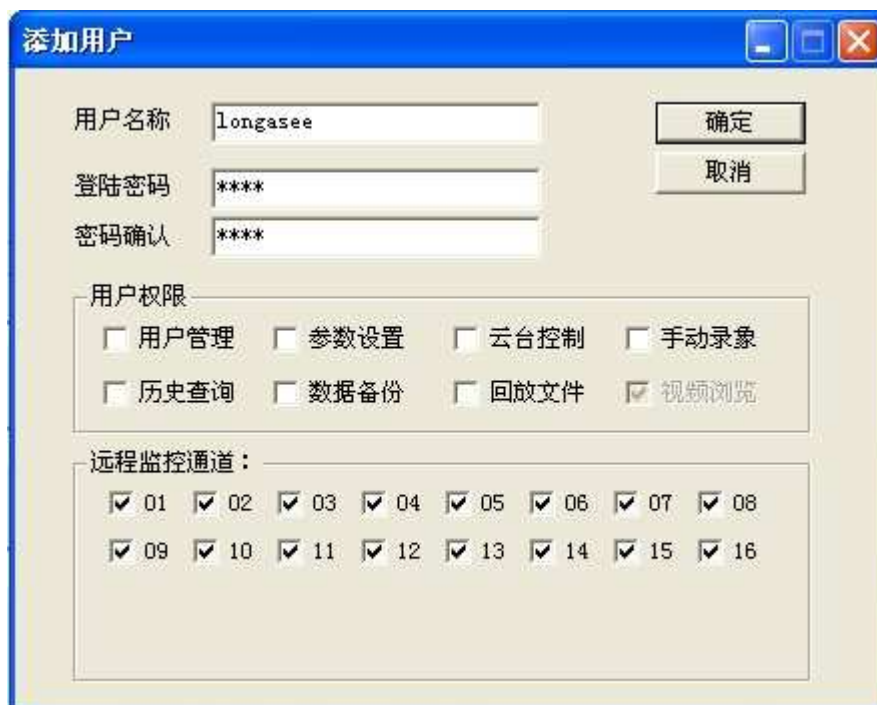 添加用户
用户名称 longasee 确定
取消
登陆密码 ****
密码确认 ****
用户权限
用户管理 参数设置 云台控制 手动录象
历史查询 数据备份 回放文件 视频浏览
远程监控通道：
01 02 03 04 05 06 07 08
09 10 11 12 13 14 15 16